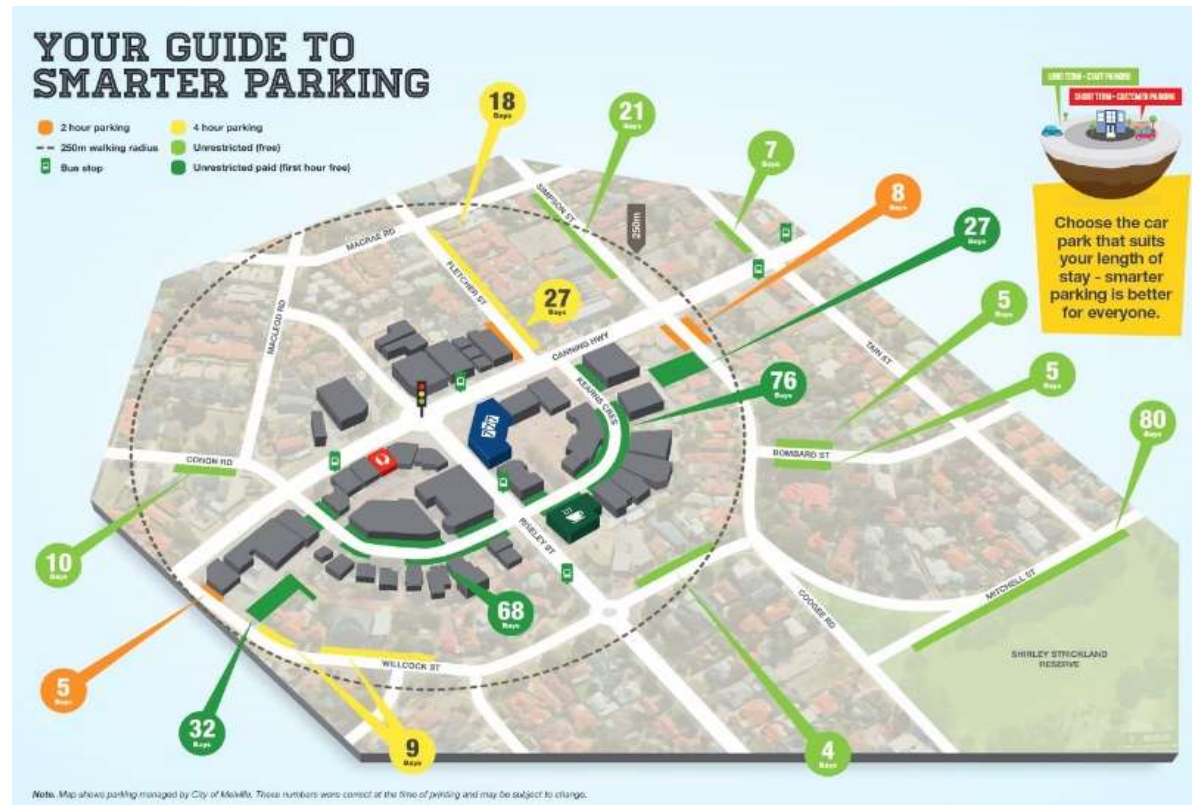 YOUR GUIDE TO
SMARTER PARKING
2 hour parking
250m walking radius
Bus stop
4 hour parking
Unrestricted (free)
Unrestricted paid (first hour free)
LONG TERM - STAFF PARKING
SHORT TERM - CUSTOMER PARKING
Choose the car
park that suits
your length of
stay - smarter
parking is better
for everyone.
18
Bays
21
Bays
7
Bays
8
Bays
27
Bays
5
Bays
5
Bays
80
Bays
27
Bays
76
Bays
68
Bays
10
Bays
5
Bays
32
Bays
9
Bays
4
Bays
250m
SIMPSON ST
MACRAE RD
FLETCHER ST
MACLEOD RD
CANNING HWY
KEARNS CRES
TAIN ST
BOMBARD ST
CONON RD
RISELEY ST
MITCHELL ST
COOGEE RD
WILLCOCK ST
SHIRLEY STRICKLAND
RESERVE
Note. Map shows parking managed by City of Melville. These numbers were correct at the time of printing and may be subject to change.